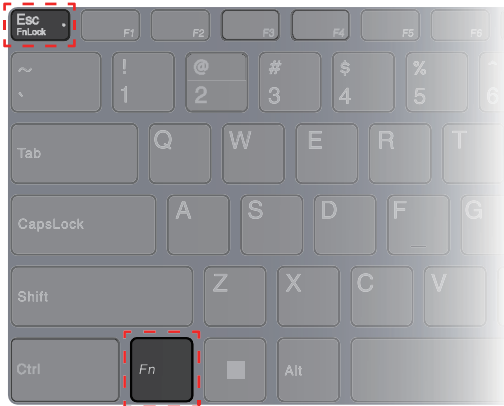 Esc
FnLock F1 F2 F3 F4 F5 F6
~ ! @ # $ % ^
` 1 2 3 4 5 6
Tab Q W E R T
CapsLock A S D F G
Shift Z X C V
Ctrl Fn Alt